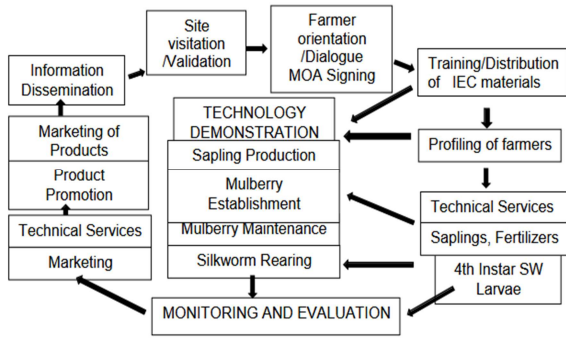 Site
visitation
/Validation
Farmer
orientation
/Dialogue
MOA Signing
Training/Distribution
of IEC materials
Information
Dissemination
TECHNOLOGY
DEMONSTRATION
Sapling Production
Mulberry
Establishment
Mulberry Maintenance
Silkworm Rearing
Profiling of farmers
Marketing of
Products
Product
Promotion
Technical Services
Marketing
Technical Services
Saplings, Fertilizers
4th Instar SW
Larvae
MONITORING AND EVALUATION